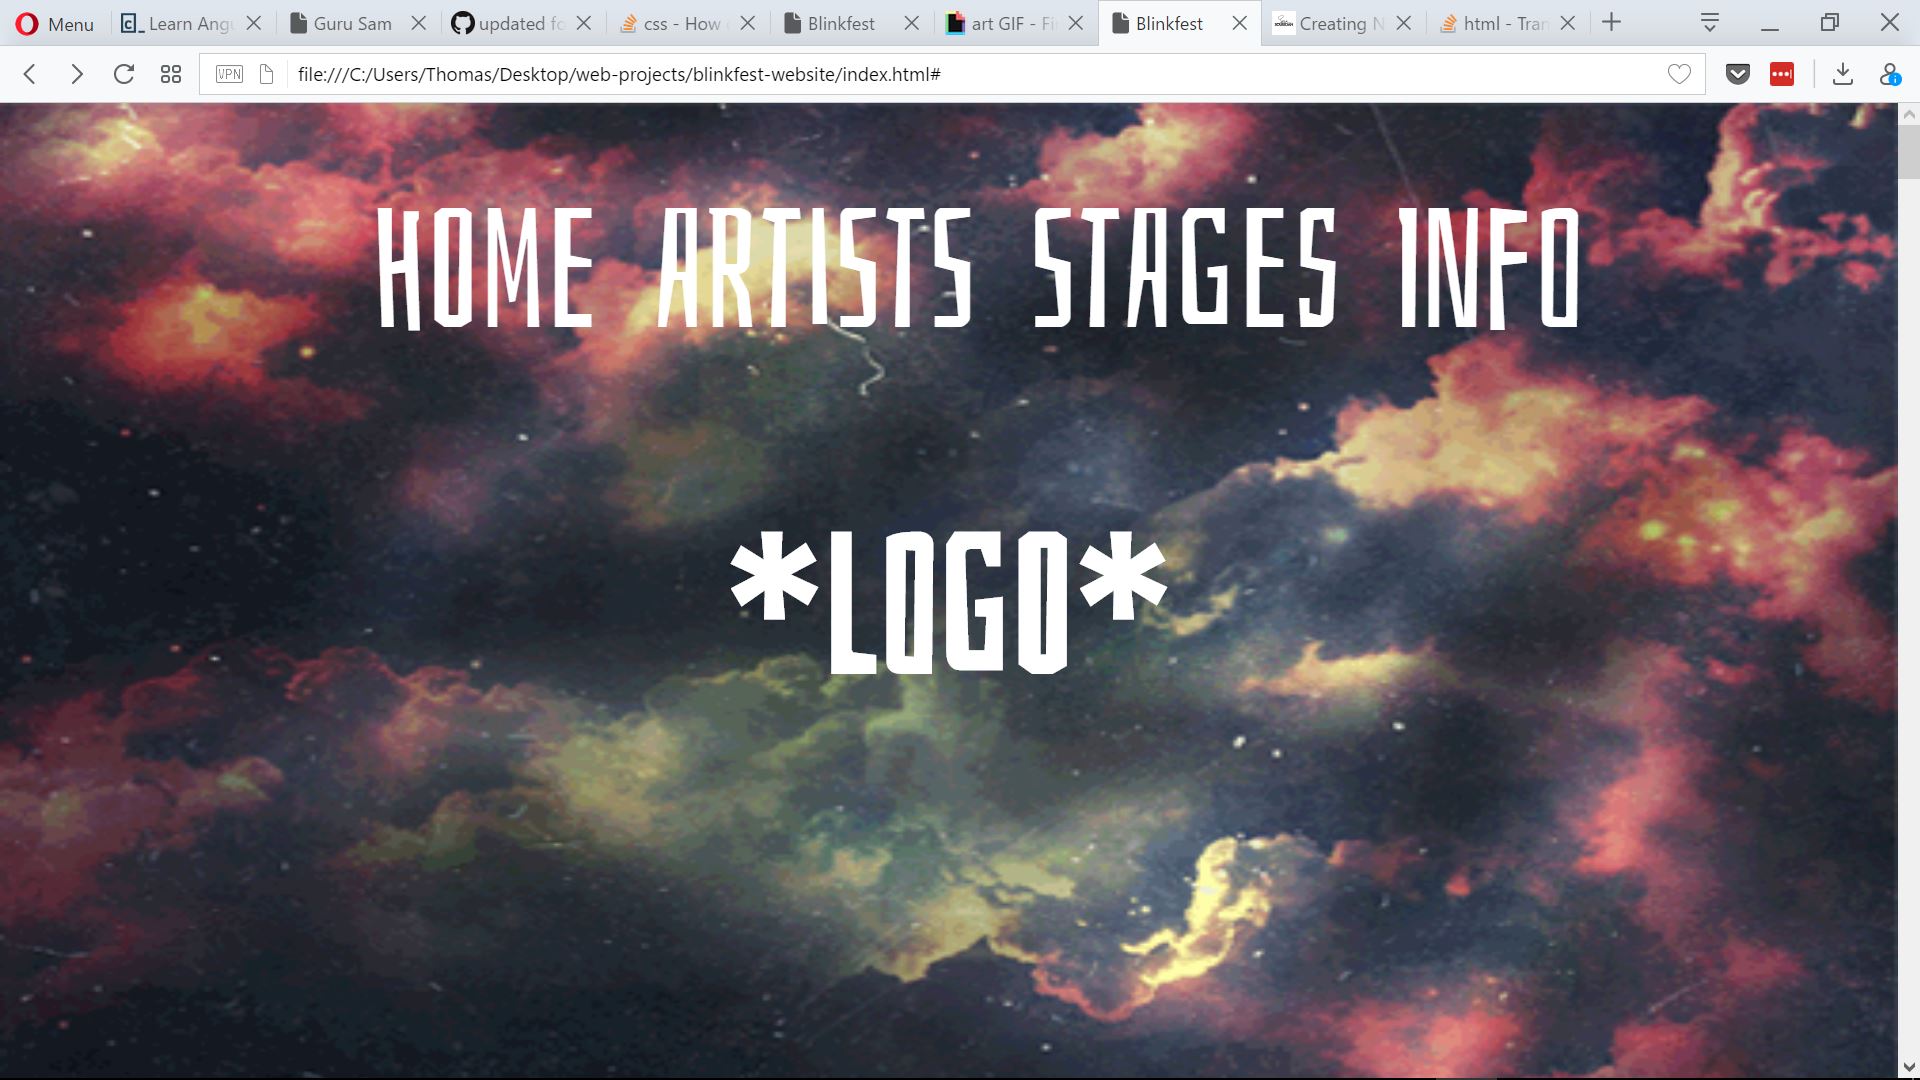 Menu Learn Angu Guru Sam updated fo css - How Blinkfest art GIF - Fi Blinkfest Creating N html - Tran
VPN file:///C:/Users/Thomas/Desktop/web-projects/blinkfest-website/index.html#
HOME ARTISTS STAGES INFO
*LOGO*